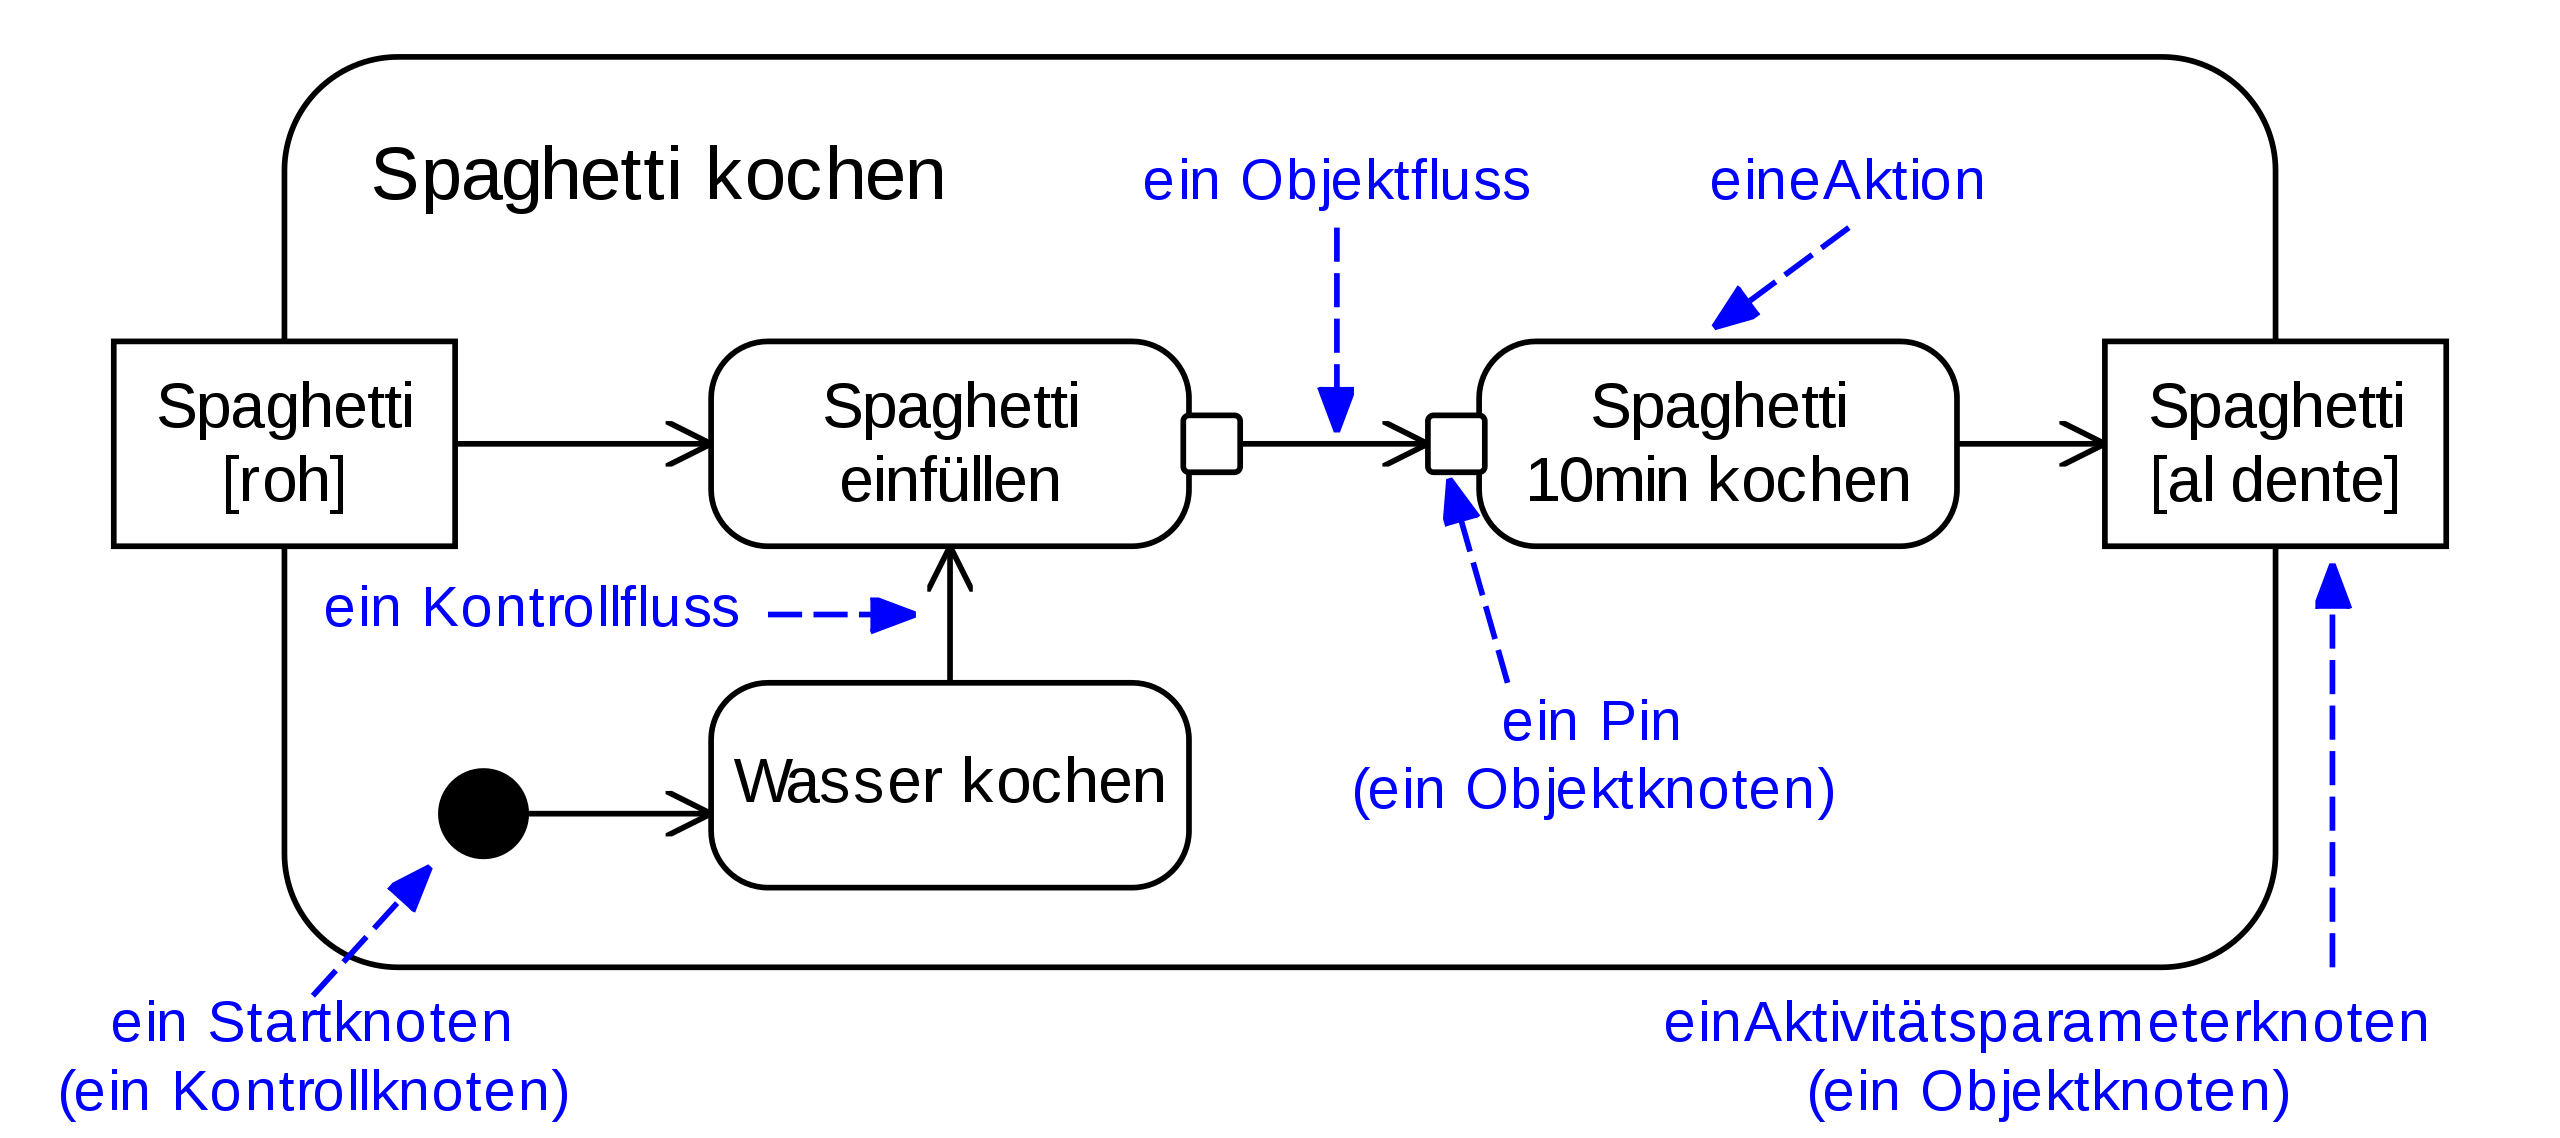 Spaghetti kochen
ein Objektfluss
eineAktion
Spaghetti
[roh]
Spaghetti
einfüllen
Spaghetti
10min kochen
Spaghetti
[al dente]
ein Kontrollfluss
Wasser kochen
ein Pin
(ein Objektknoten)
ein Startknoten
(ein Kontrollknoten)
einAktivitätsparameterknoten
(ein Objektknoten)